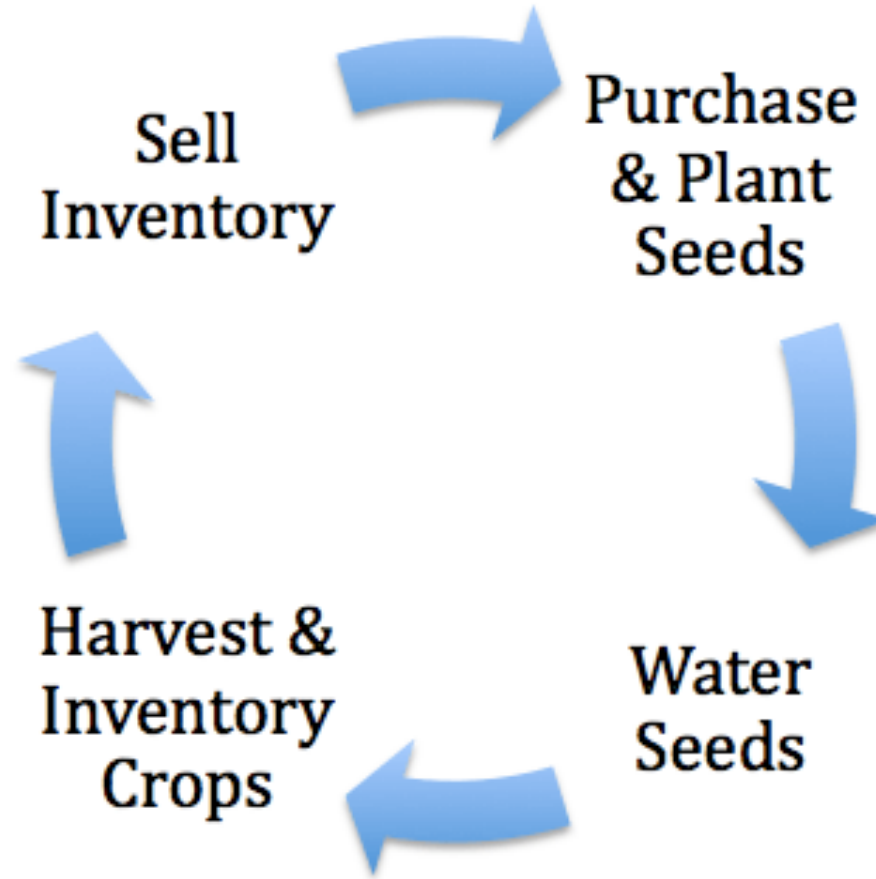 Sell
Inventory
Purchase
& Plant
Seeds
Water
Seeds
Harvest &
Inventory
Crops